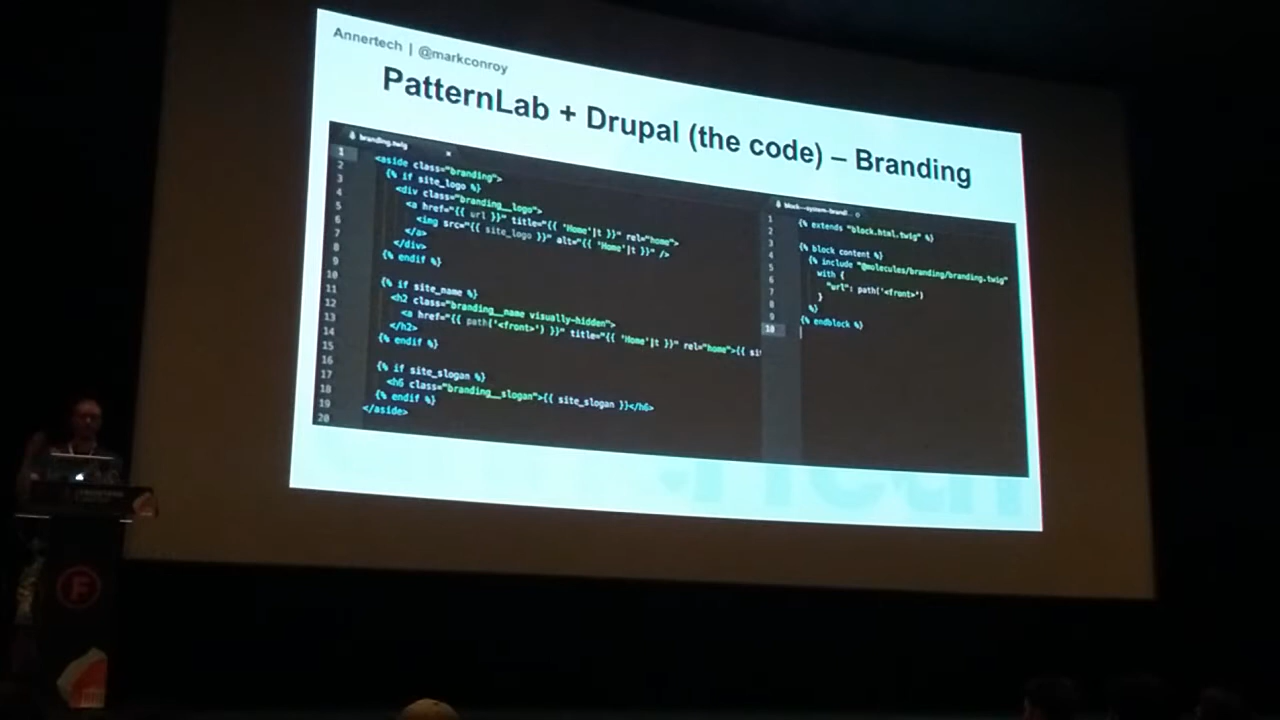 Annertech | @markconroy
PatternLab + Drupal (the code) – Branding
branding.twig
1 <aside class="branding">
2 {% if site_logo %}
3 <div class="branding__logo">
4 <a href="{{ url }}" title="{{ 'Home'|t }}" rel="home">
5 <img src="{{ site_logo }}" alt="{{ 'Home'|t }}" />
6 </a>
7 </div>
8 {% endif %}
9
10
11 {% if site_name %}
12 <h2 class="branding__name visually-hidden">
13 <a href="{{ path('<front>') }}" title="{{ 'Home'|t }}" rel="home">{{ si
14 </h2>
15 {% endif %}
16
17 {% if site_slogan %}
18 <h6 class="branding__slogan">{{ site_slogan }}</h6>
19 {% endif %}
20 </aside>
block--system-brandi...
1 {% extends "block.html.twig" %}
2
3 {% block content %}
4 {% include "@molecules/branding/branding.twig"
5 with {
6 "url": path('<front>')
7 }
8 %}
9 {% endblock %}
10
F